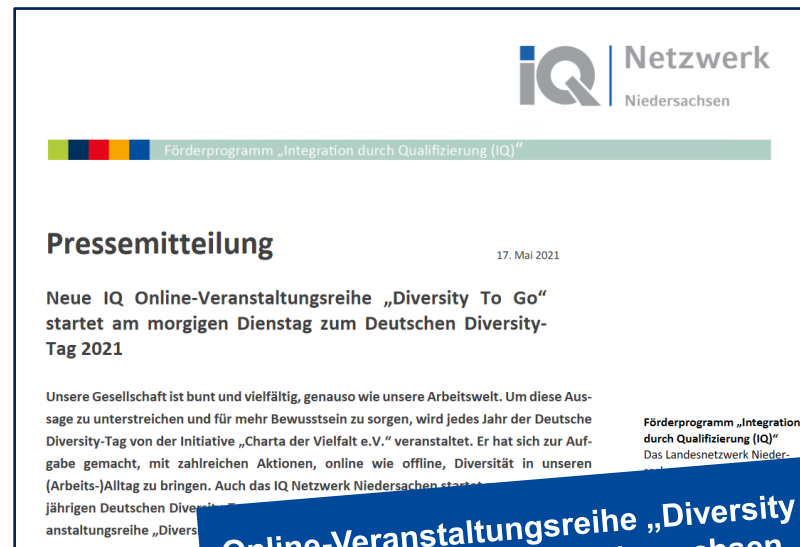 iQ Netzwerk
Niedersachsen
Förderprogramm „Integration durch Qualifizierung (IQ)“
Pressemitteilung
17. Mai 2021
Neue IQ Online-Veranstaltungsreihe „Diversity To Go“
startet am morgigen Dienstag zum Deutschen Diversity-
Tag 2021
Unsere Gesellschaft ist bunt und vielfältig, genauso wie unsere Arbeitswelt. Um diese Aus-
sage zu unterstreichen und für mehr Bewusstsein zu sorgen, wird jedes Jahr der Deutsche
Diversity-Tag von der Initiative „Charta der Vielfalt e.V.“ veranstaltet. Er hat sich zur Auf-
gabe gemacht, mit zahlreichen Aktionen, online wie offline, Diversität in unseren
(Arbeits-)Alltag zu bringen. Auch das IQ Netzwerk Niedersachsen
jährigen Deutschen
anstaltungsreihe „Divers
Förderprogramm „Integration
durch Qualifizierung (IQ)“
Das Landesnetzwerk Nieder-
Online-Veranstaltungsreihe „Diversity